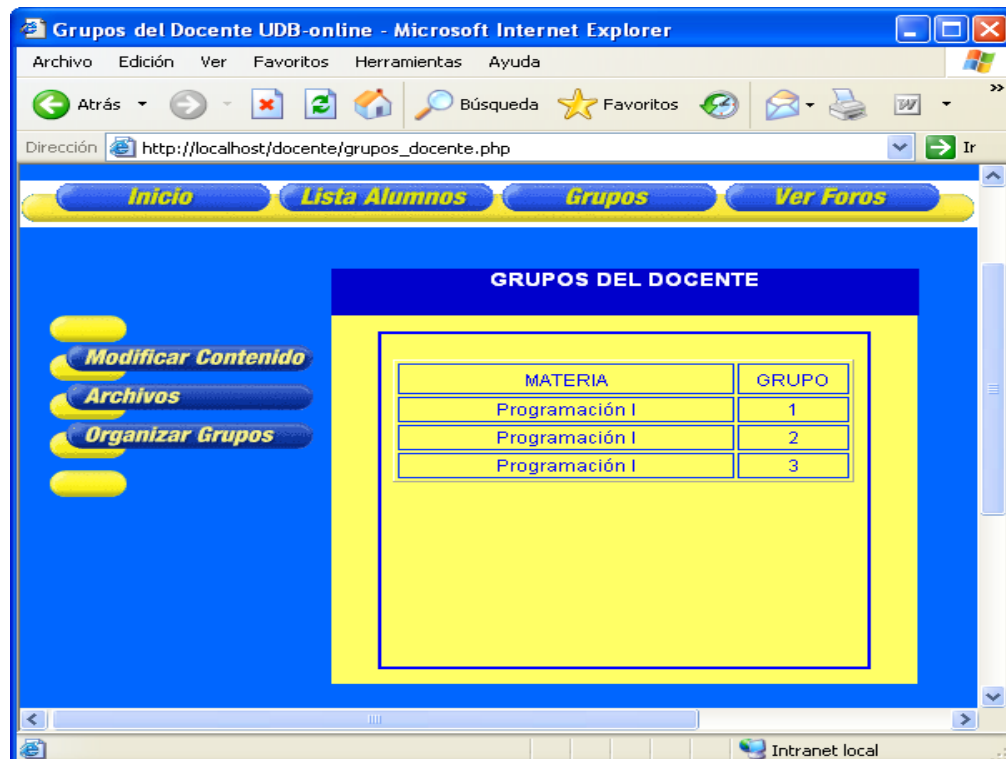 Grupos del Docente UDB-online - Microsoft Internet Explorer
Archivo Edición Ver Favoritos Herramientas Ayuda
Atrás Búsqueda Favoritos
Dirección http://localhost/docente/grupos_docente.php Ir
Inicio Lista Alumnos Grupos Ver Foros
GRUPOS DEL DOCENTE
Modificar Contenido
Archivos
Organizar Grupos
MATERIA GRUPO
Programación I 1
Programación I 2
Programación I 3
Intranet local